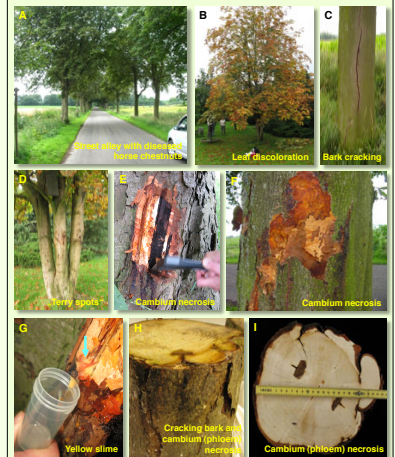 A
Street alley with diseased
horse chestnuts
B
Leaf discoloration
C
Bark cracking
D
Terry spots
E
Cambium necrosis
F
Cambium necrosis
G
Yellow slime
H
Cracking bark and
cambium (phloem)
necrosis
I
Cambium (phloem) necrosis